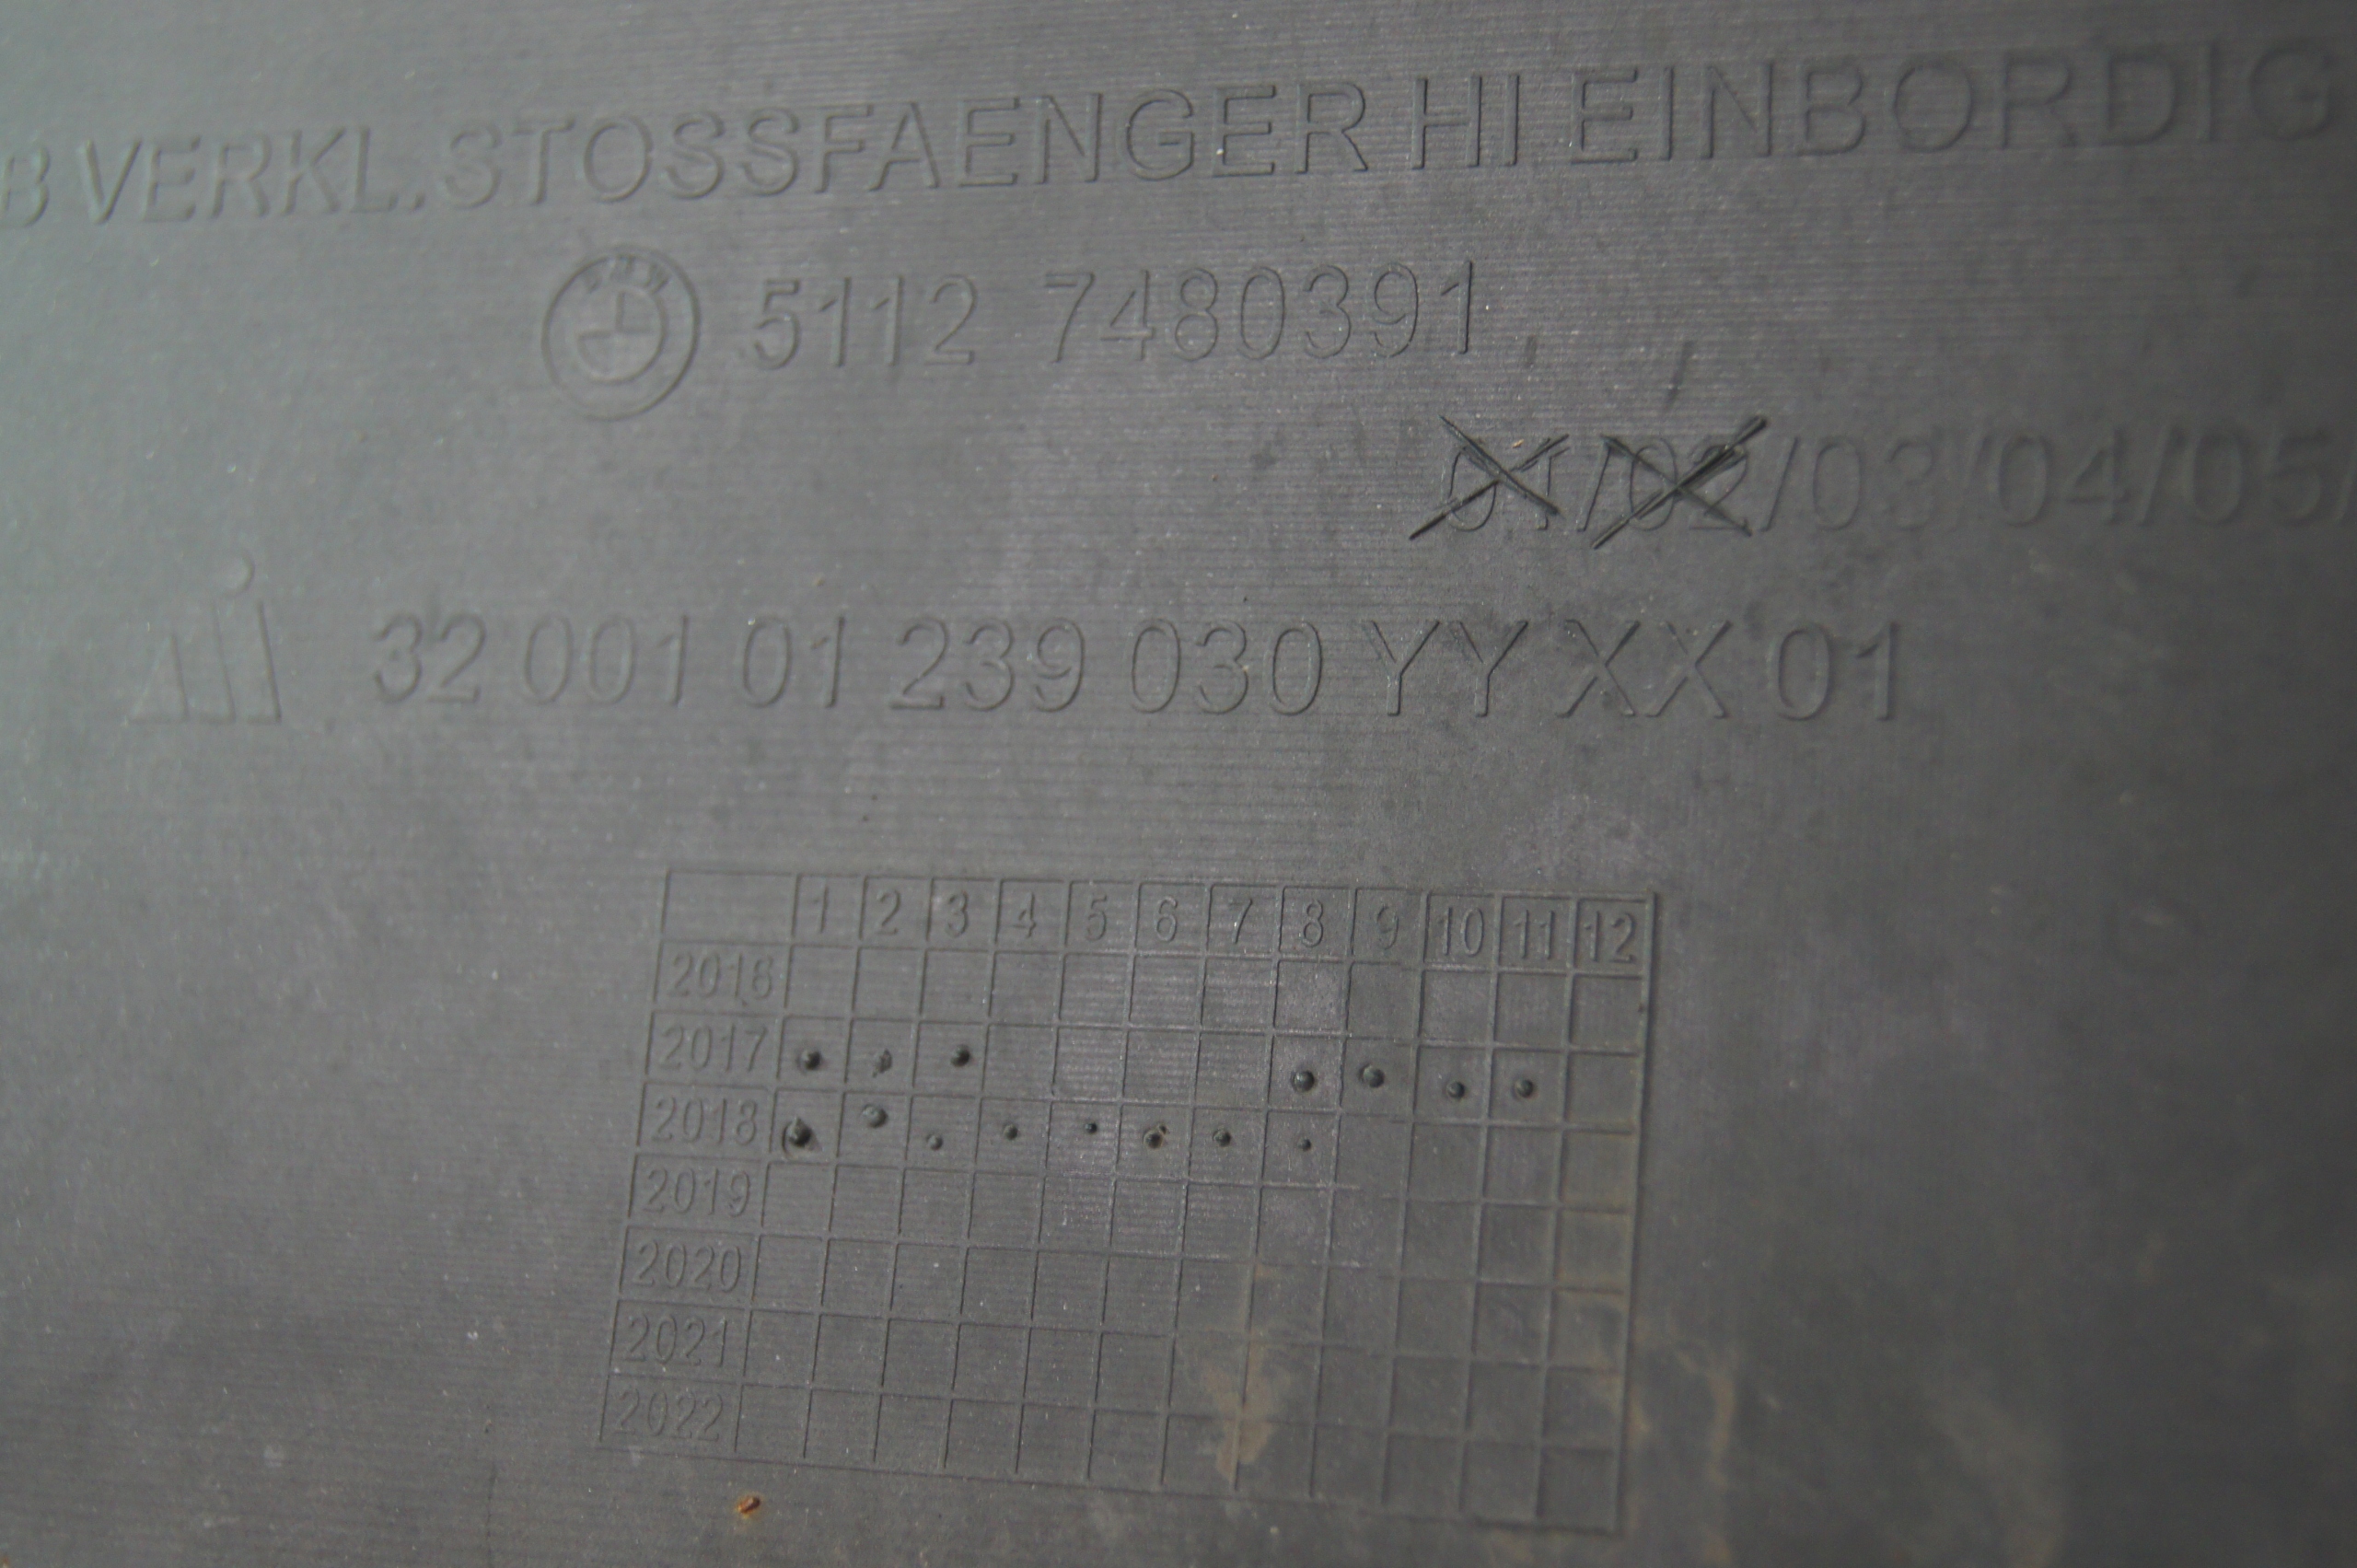 B VERKL.STOSSFAENGER HI EINBORDIG
BMW 5112 7480391
01/02/03/04/05/
32 001 01 239 030 YY XX 01
1 2 3 4 5 6 7 8 9 10 11 12
2016
2017
2018
2019
2020
2021
2022